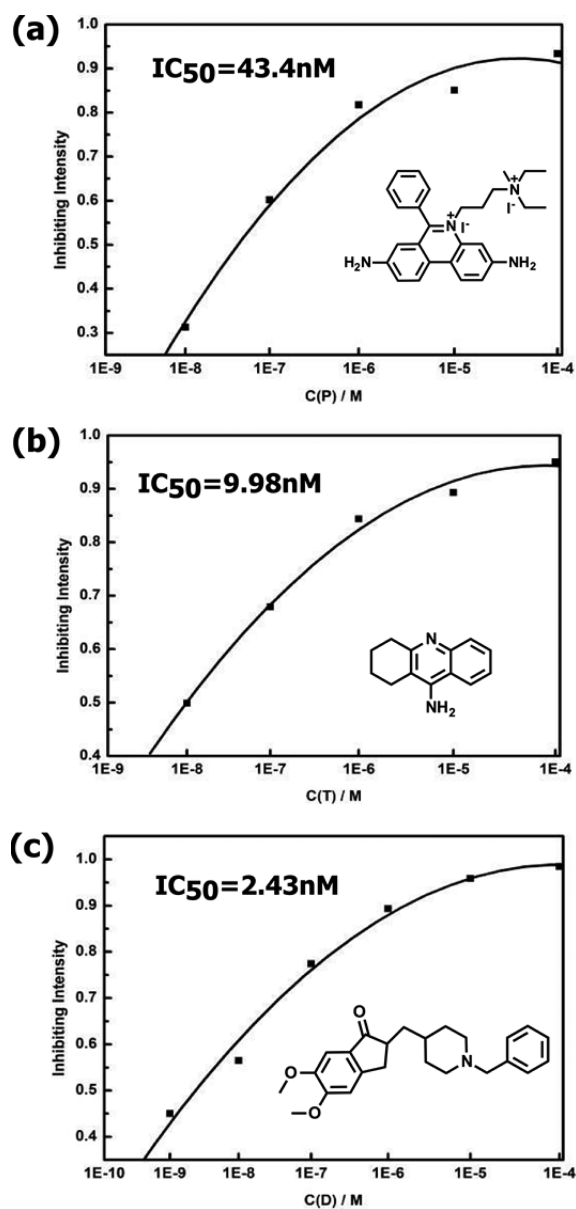 (a)
IC50=43.4nM
1.0
0.9
0.8
0.7
0.6
0.5
0.4
0.3
Inhibiting Intensity
N+
I-
N+
I-
H2N
NH2
1E-9 1E-8 1E-7 1E-6 1E-5 1E-4
C(P) / M
(b)
IC50=9.98nM
1.0
0.9
0.8
0.7
0.6
0.5
0.4
Inhibiting Intensity
N
NH2
1E-9 1E-8 1E-7 1E-6 1E-5 1E-4
C(T) / M
(c)
IC50=2.43nM
1.0
0.9
0.8
0.7
0.6
0.5
0.4
Inhibiting Intensity
O
N
O
O
1E-10 1E-9 1E-8 1E-7 1E-6 1E-5 1E-4
C(D) / M